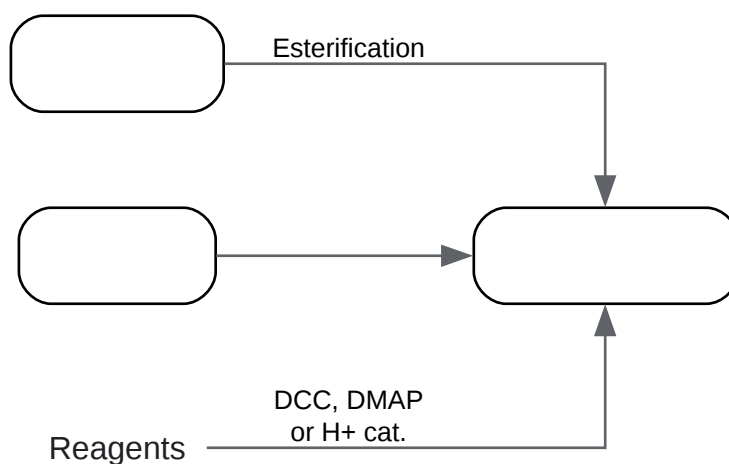 Esterification
DCC, DMAP
or H+ cat.
Reagents